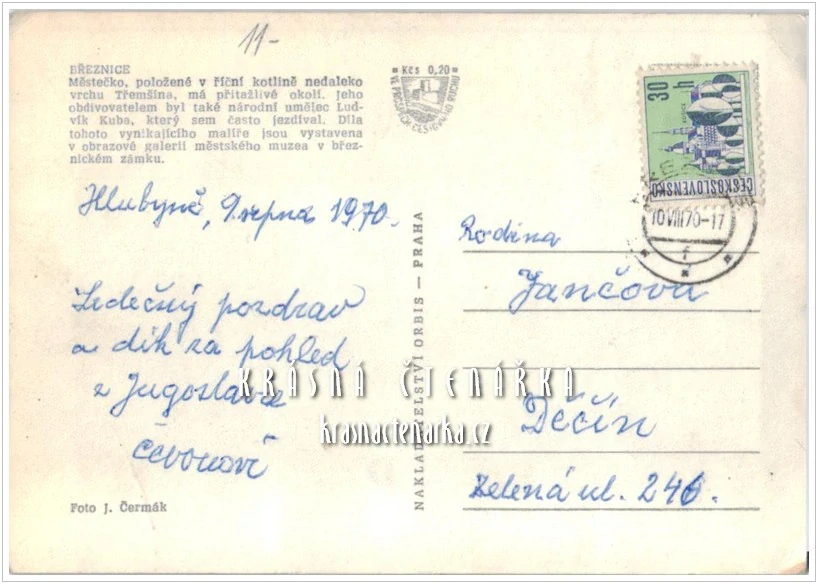 11-
BŘEZNICE
Městečko, položené v říční kotlině nedaleko
vrchu Třemšína, má přitažlivé okolí. Jeho
obdivovatelem byl také národní umělec Lud-
vík Kuba, který sem často jezdíval. Díla
tohoto vynikajícího malíře jsou vystavena
v obrazové galerii městského muzea v břez-
nickém zámku.
Kčs 0,20
VE PROSPĚCH ČES.
30
h
ČESKOSLOVENSKO
10.VIII.70-17
f
Hlubyně, 9 srpna 1970.
Srdečný pozdrav
a dík za pohled
z Jugoslavie
NAKLADATELSTVÍ ORBIS — PRAHA
Rodina
Jančova
Děčín
Zelená ul. 246.
KRÁSNÁ ČTENÁŘKA
krasnactenarka.cz
Foto J. Čermák